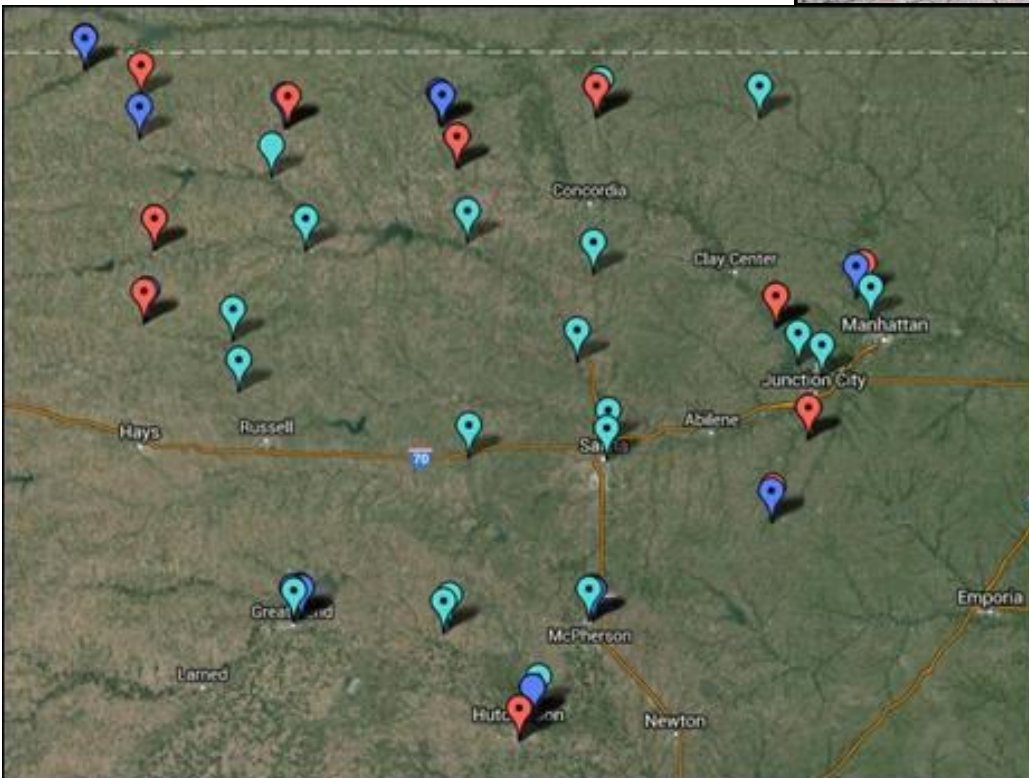 Concordia
Clay Center
Manhattan
Junction City
Hays
Russell
Abilene
70
Emporia
McPherson
Larned
Newton